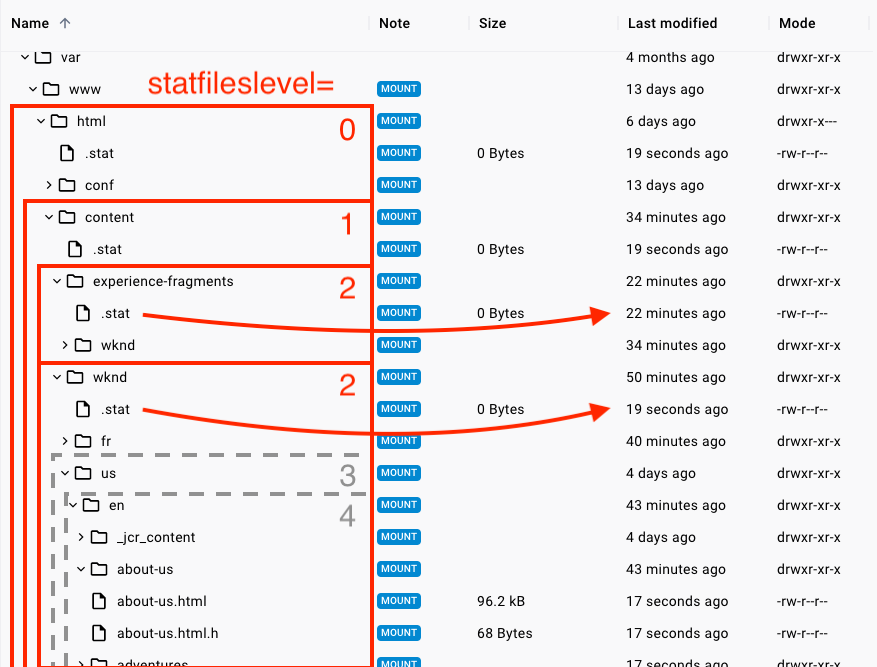 Name Note Size Last modified Mode
var 4 months ago drwxr-xr-x
statfileslevel=
www MOUNT 13 days ago drwxr-xr-x
html 0 MOUNT 6 days ago drwxr-x---
.stat MOUNT 0 Bytes 19 seconds ago -rw-r--r--
conf MOUNT 13 days ago drwxr-xr-x
content 1 MOUNT 34 minutes ago drwxr-xr-x
.stat MOUNT 0 Bytes 19 seconds ago -rw-r--r--
experience-fragments 2 MOUNT 22 minutes ago drwxr-xr-x
.stat MOUNT 0 Bytes 22 minutes ago -rw-r--r--
wknd MOUNT 34 minutes ago drwxr-xr-x
wknd 2 MOUNT 50 minutes ago drwxr-xr-x
.stat MOUNT 0 Bytes 19 seconds ago -rw-r--r--
fr MOUNT 40 minutes ago drwxr-xr-x
us 3 MOUNT 4 days ago drwxr-xr-x
en 4 MOUNT 43 minutes ago drwxr-xr-x
_jcr_content MOUNT 4 days ago drwxr-xr-x
about-us MOUNT 43 minutes ago drwxr-xr-x
about-us.html MOUNT 96.2 kB 17 seconds ago -rw-r--r--
about-us.html.h MOUNT 68 Bytes 17 seconds ago -rw-r--r--
adventures MOUNT 17 seconds ago drwxr-xr-x